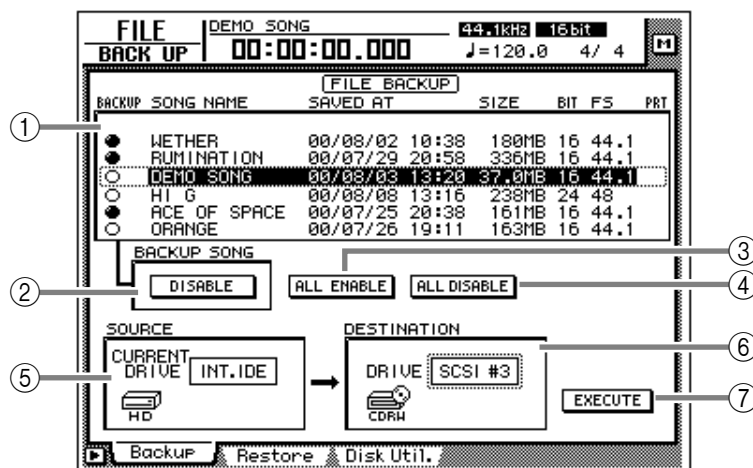 FILE
BACK UP
DEMO SONG
00:00:00.000
44.1kHz 16bit
♩=120.0 4/ 4
M
FILE BACKUP
BACKUP SONG NAME SAVED AT SIZE BIT FS PRT
WETHER 00/08/02 10:38 180MB 16 44.1
RUMINATION 00/07/29 20:58 336MB 16 44.1
DEMO SONG 00/08/03 13:20 37.0MB 16 44.1
HI G 00/08/08 13:16 238MB 24 48
ACE OF SPACE 00/07/25 20:38 161MB 16 44.1
ORANGE 00/07/26 19:11 163MB 16 44.1
BACKUP SONG
DISABLE
ALL ENABLE
ALL DISABLE
SOURCE
CURRENT
DRIVE INT.IDE
HD
DESTINATION
DRIVE SCSI #3
CDRW
EXECUTE
Backup
Restore
Disk Util.
1
2
3
4
5
6
7